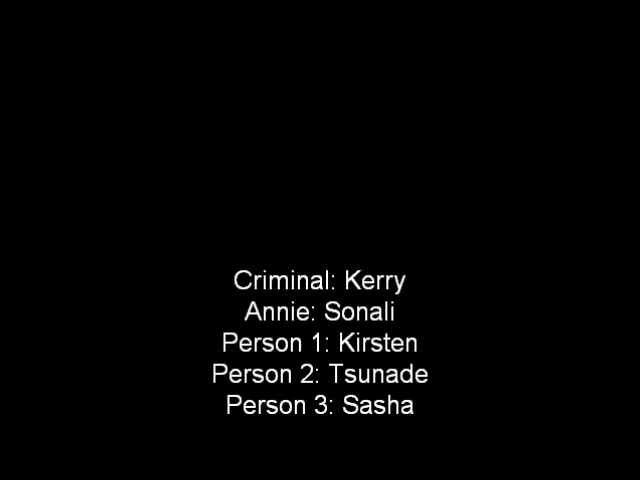 Criminal: Kerry
Annie: Sonali
Person 1: Kirsten
Person 2: Tsunade
Person 3: Sasha